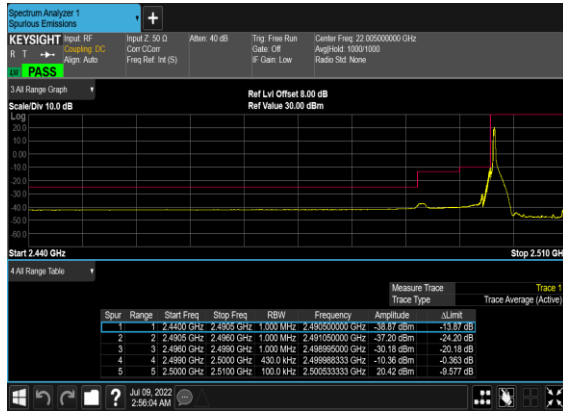 Spectrum Analyzer 1
Spurious Emissions
+
KEYSIGHT Input: RF Input Z: 50 Ω Atten: 40 dB Trig: Free Run Center Freq: 22.005000000 GHz
R T Coupling: DC Corr CCorr Gate: Off Avg|Hold: 1000/1000
Align: Auto Freq Ref: Int (S) IF Gain: Low Radio Std: None
PASS
3 All Range Graph
Ref Lvl Offset 8.00 dB
Scale/Div 10.0 dB Ref Value 30.00 dBm
Log
20.0
10.0
0.00
-10.0
-20.0
-30.0
-40.0
-50.0
-60.0
Start 2.440 GHz Stop 2.510 GH
4 All Range Table
Measure Trace Trace 1
Trace Type Trace Average (Active)
Spur Range Start Freq Stop Freq RBW Frequency Amplitude ΔLimit
1 1 2.4400 GHz 2.4905 GHz 1.000 MHz 2.490500000 GHz -38.87 dBm -13.87 dB
2 2 2.4905 GHz 2.4960 GHz 1.000 MHz 2.491050000 GHz -37.20 dBm -24.20 dB
3 3 2.4960 GHz 2.4990 GHz 1.000 MHz 2.498995000 GHz -30.18 dBm -20.18 dB
4 4 2.4990 GHz 2.5000 GHz 430.0 kHz 2.499988333 GHz -10.36 dBm -0.363 dB
5 5 2.5000 GHz 2.5100 GHz 100.0 kHz 2.500533333 GHz 20.42 dBm -9.577 dB
? Jul 09, 2022
2:56:04 AM